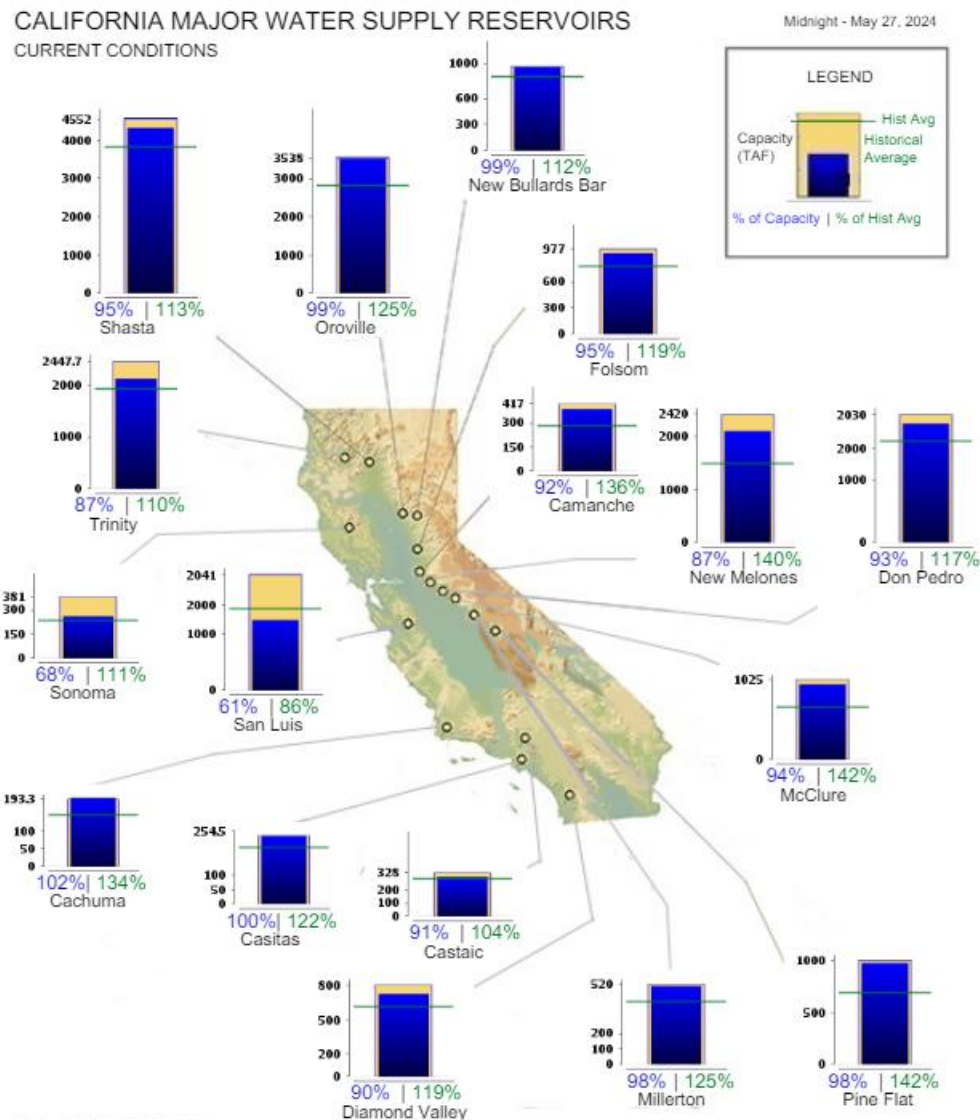 CALIFORNIA MAJOR WATER SUPPLY RESERVOIRS
Midnight - May 27, 2024
CURRENT CONDITIONS
LEGEND
Hist Avg
Capacity
(TAF)
Historical
Average
% of Capacity | % of Hist Avg
1000
600
300
0
99% | 112%
New Bullards Bar
4552
4000
3000
2000
1000
0
95% | 113%
Shasta
3538
3000
2000
1000
0
99% | 125%
Oroville
977
600
300
0
95% | 119%
Folsom
2447.7
2000
1000
0
87% | 110%
Trinity
417
300
150
0
92% | 136%
Camanche
2420
2000
1000
0
87% | 140%
New Melones
2030
2000
1000
0
93% | 117%
Don Pedro
381
300
150
0
68% | 111%
Sonoma
2041
2000
1000
0
61% | 86%
San Luis
1025
0
94% | 142%
McClure
193.3
100
50
0
102%| 134%
Cachuma
254.5
100
50
0
100%| 122%
Casitas
328
200
100
0
91% | 104%
Castaic
800
500
200
0
90% | 119%
Diamond Valley
520
200
100
0
98% | 125%
Millerton
1000
500
0
98% | 142%
Pine Flat